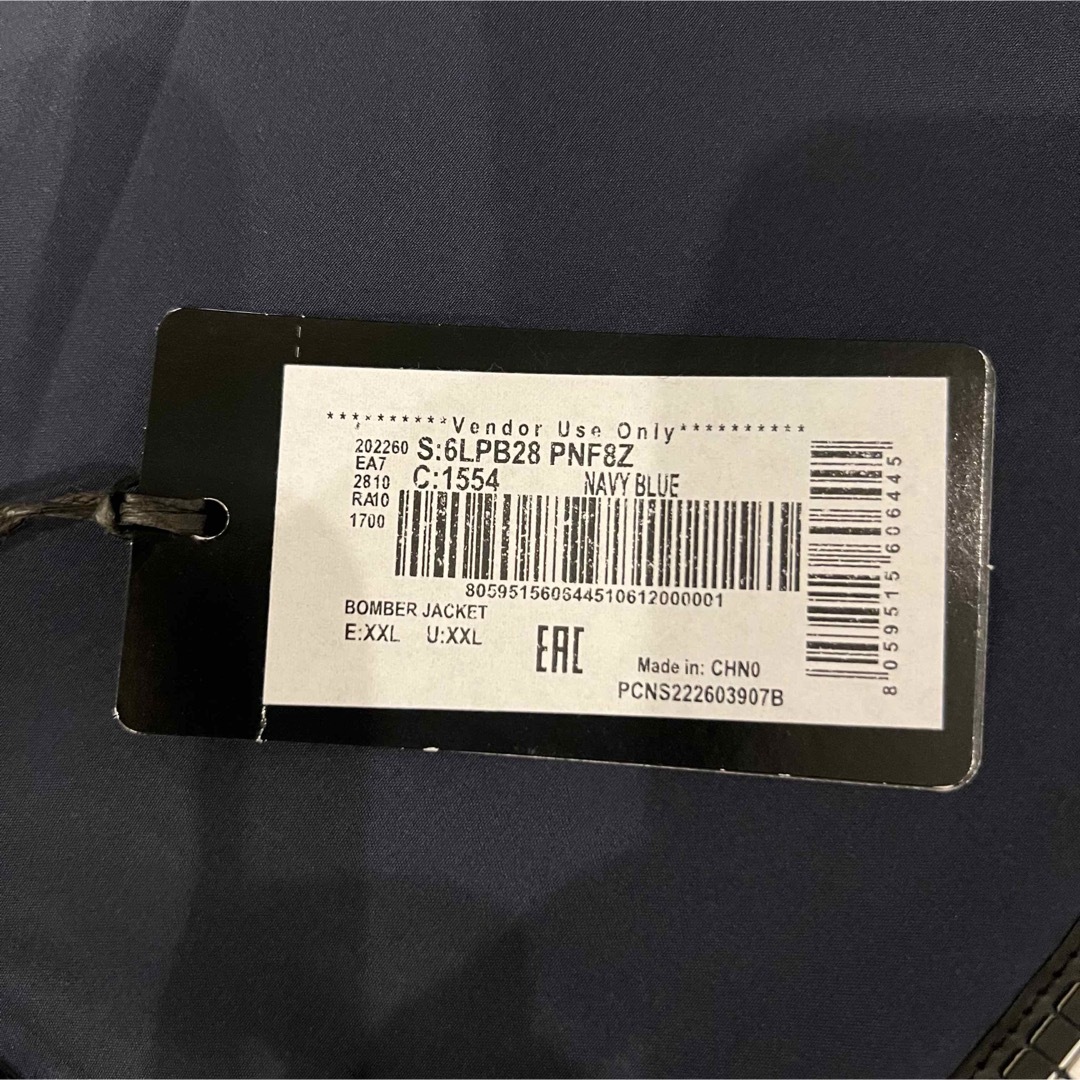 **********Vendor Use Only**********
202260 S:6LPB28 PNF8Z
EA7
2810 C:1554 NAVY BLUE
RA10
1700
805951560644510612000001
BOMBER JACKET
E:XXL U:XXL
EAC
Made in: CHN0
PCNS222603907B
8059515606445